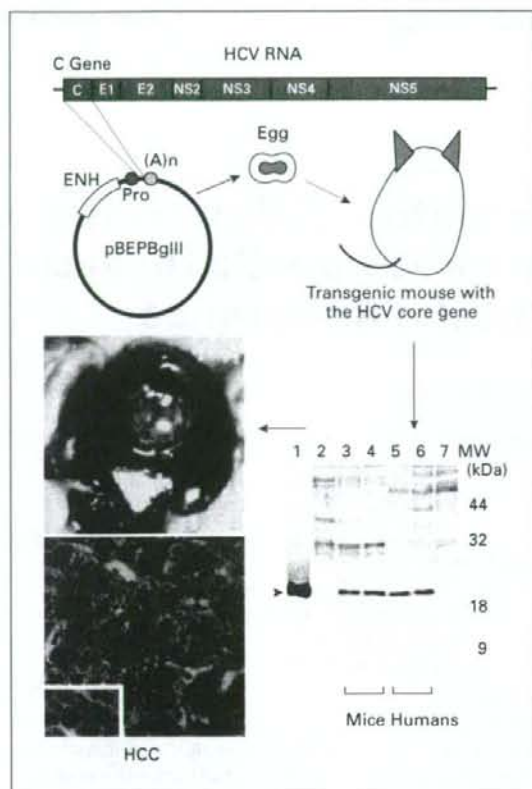 HCV RNA
C Gene
C E1 E2 NS2 NS3 NS4 NS5
(A)n
Egg
ENH
Pro
pBEPBglII
Transgenic mouse with
the HCV core gene
1 2 3 4 5 6 7 MW
(kDa)
44
32
18
9
Mice Humans
HCC